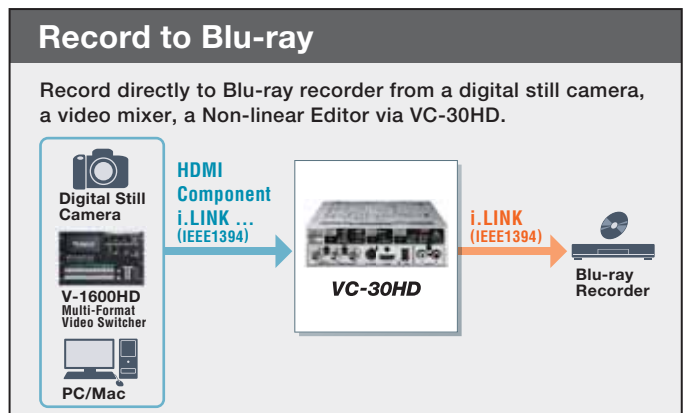 Record to Blu-ray
Record directly to Blu-ray recorder from a digital still camera,
a video mixer, a Non-linear Editor via VC-30HD.
Digital Still
Camera
V-1600HD
Multi-Format
Video Switcher
PC/Mac
HDMI
Component
i.LINK ...
(IEEE1394)
VC-30HD
i.LINK
(IEEE1394)
Blu-ray
Recorder